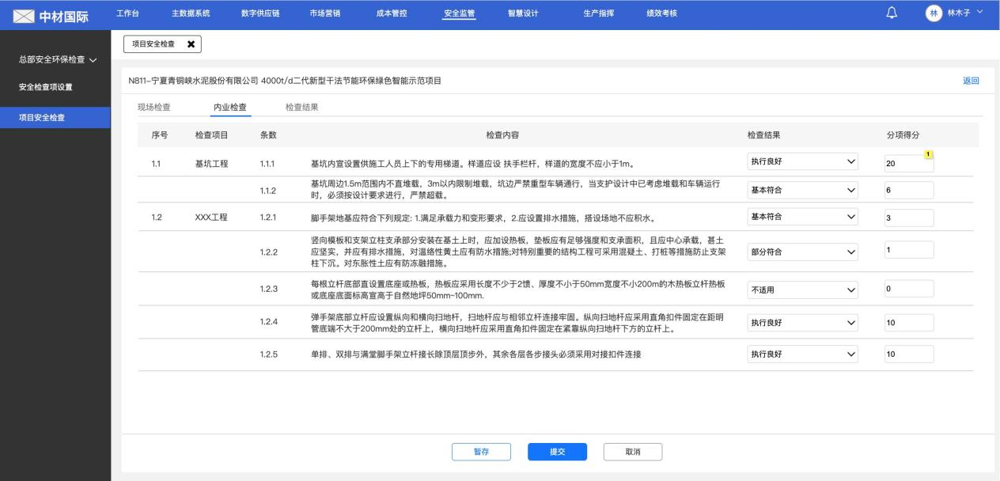 中材国际
工作台 主数据系统 数字供应链 市场营销 成本管控 安全监管 智慧设计 生产指挥 绩效考核
林 林木子
总部安全环保检查
安全检查项设置
项目安全检查
项目安全检查
N811-宁夏青铜峡水泥股份有限公司 4000t/d二代新型干法节能环保绿色智能示范项目
返回
现场检查 内业检查 检查结果
序号 检查项目 条数 检查内容 检查结果 分项得分
1
1.1 基坑工程 1.1.1 基坑内宣设置供施工人员上下的专用梯道。样道应设 扶手栏杆，样道的宽度不应小于1m。 执行良好 20
1.1.2 基坑周边1.5m范围内不直堆载，3m以内限制堆载，坑边严禁重型车辆通行，当支护设计中已考虑堆载和车辆运行
时，必须按设计要求进行，严禁超载。 基本符合 6
1.2 XXX工程 1.2.1 脚手架地基应符合下列规定: 1.满足承载力和变形要求，2.应设置排水措施，搭设场地不应积水。 基本符合 3
1.2.2 竖向模板和支架立柱支承部分安装在基土上时，应加设热板，垫板应有足够强度和支承面积，且应中心承载，甚土
应坚实，并应有排水措施，对温络性黄土应有防水措施;对特别重要的结构工程可采用混疑土、打桩等措施防止支架
柱下沉。对东胀性土应有防冻融措施。 部分符合 1
1.2.3 每根立杆底部直设置底座或热板，热板应采用长度不少于2馈、厚度不小于50mm宽度不小200m的木热板立杆热板
或底座底面标高宣高于自然地坪50mm~100mm. 不适用 0
1.2.4 弹手架底部立杆应设置纵向和横向扫地杆，扫地杆应与相邻立杆连接牢固。纵向扫地杆应采用直角扣件固定在距明
管底端不大于200mm处的立杆上，横向扫地杆应采用直角扣件固定在紧靠纵向扫地杆下方的立杆上。 执行良好 10
1.2.5 单排、双排与满堂脚手架立杆接长除顶层顶步外，其余各层各步接头必须采用对接扣件连接 执行良好 10
暂存 提交 取消